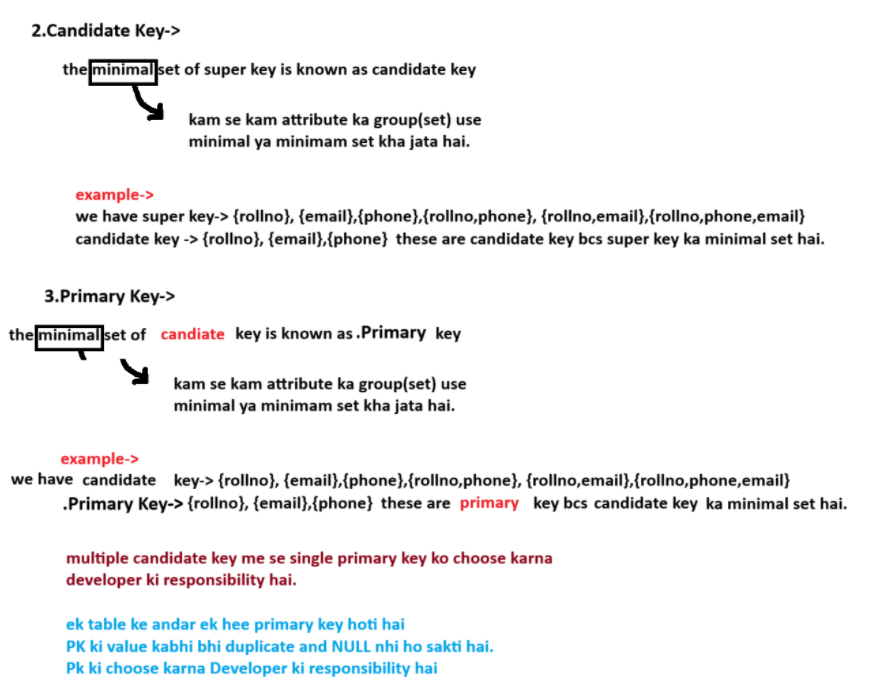 2.Candidate Key->
the minimal set of super key is known as candidate key
kam se kam attribute ka group(set) use
minimal ya minimam set kha jata hai.
example->
we have super key-> {rollno}, {email},{phone},{rollno,phone}, {rollno,email},{rollno,phone,email}
candidate key -> {rollno}, {email},{phone} these are candidate key bcs super key ka minimal set hai.
3.Primary Key->
the minimal set of candiate key is known as .Primary key
kam se kam attribute ka group(set) use
minimal ya minimam set kha jata hai.
example->
we have candidate key-> {rollno}, {email},{phone},{rollno,phone}, {rollno,email},{rollno,phone,email}
.Primary Key-> {rollno}, {email},{phone} these are primary key bcs candidate key ka minimal set hai.
multiple candidate key me se single primary key ko choose karna
developer ki responsibility hai.
ek table ke andar ek hee primary key hoti hai
PK ki value kabhi bhi duplicate and NULL nhi ho sakti hai.
Pk ki choose karna Developer ki responsibility hai